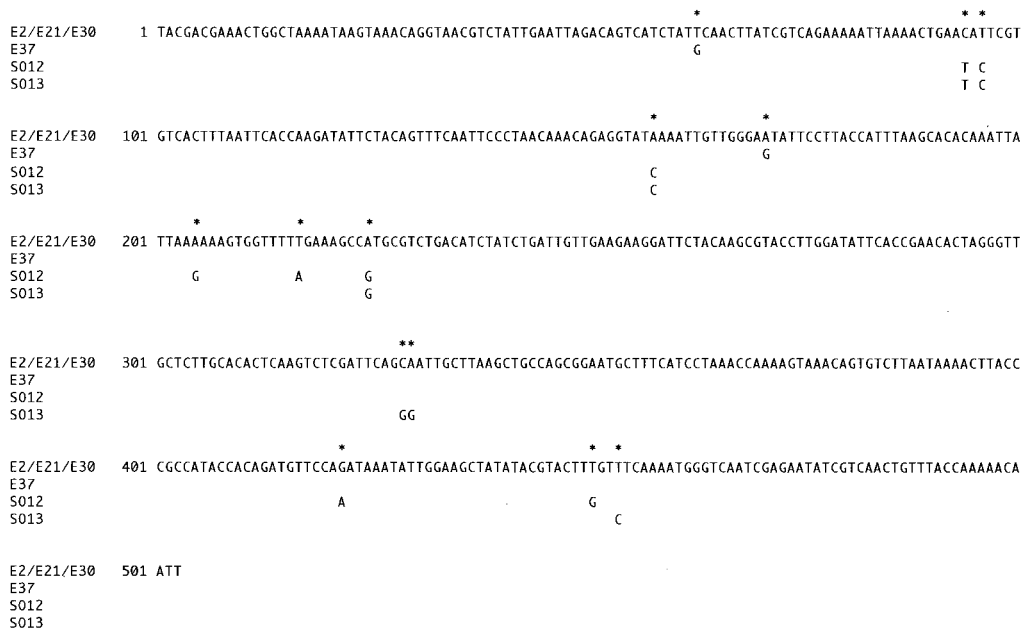 * * *
E2/E21/E30 1 TACGACGAAACTGGCTAAAATAAGTAAACAGGTAACGTCTATTGAATTAGACAGTCATCTATTCAACTTATCGTCAGAAAAATTAAAACTGAACATTCGT
E37 G
S012 T C
S013 T C
* *
E2/E21/E30 101 GTCACTTTAATTCACCAAGATATTCTACAGTTTCAATTCCCTAACAAACAGAGGTATAAAATTGTTGGGAATATTCCTTACCATTTAAGCACACAAATTA
E37 G
S012 C
S013 C
* * *
E2/E21/E30 201 TTAAAAAAGTGGTTTTTGAAAGCCATGCGTCTGACATCTATCTGATTGTTGAAGAAGGATTCTACAAGCGTACCTTGGATATTCACCGAACACTAGGGTT
E37
S012 G A G
S013 G
**
E2/E21/E30 301 GCTCTTGCACACTCAAGTCTCGATTCAGCAATTGCTTAAGCTGCCAGCGGAATGCTTTCATCCTAAACCAAAAGTAAACAGTGTCTTAATAAAACTTACC
E37
S012
S013 GG
* * *
E2/E21/E30 401 CGCCATACCACAGATGTTCCAGATAAATATTGGAAGCTATATACGTACTTTGTTTCAAAATGGGTCAATCGAGAATATCGTCAACTGTTTACCAAAAACA
E37
S012 A G
S013 C
E2/E21/E30 501 ATT
E37
S012
S013